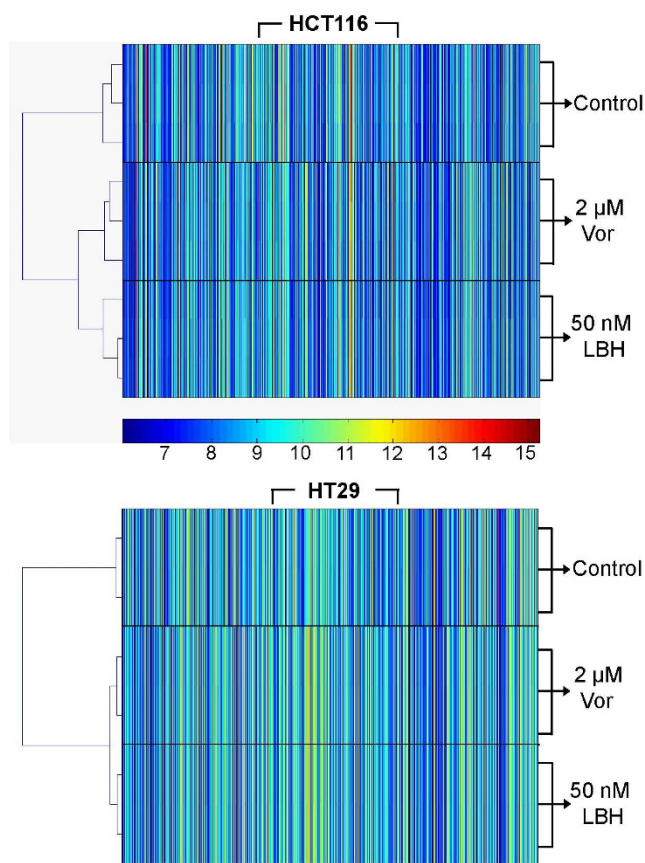 HCT116
Control
2 µM
Vor
50 nM
LBH
7 8 9 10 11 12 13 14 15
HT29
Control
2 µM
Vor
50 nM
LBH